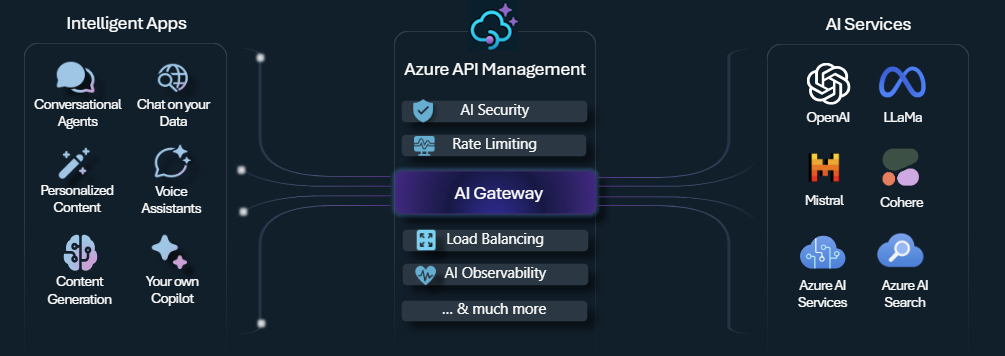 Intelligent Apps
Conversational
Agents
Chat on your
Data
Personalized
Content
Voice
Assistants
Content
Generation
Your own
Copilot
Azure API Management
AI Security
Rate Limiting
AI Gateway
Load Balancing
AI Observability
... & much more
AI Services
OpenAI
LLaMa
Mistral
Cohere
Azure AI
Services
Azure AI
Search